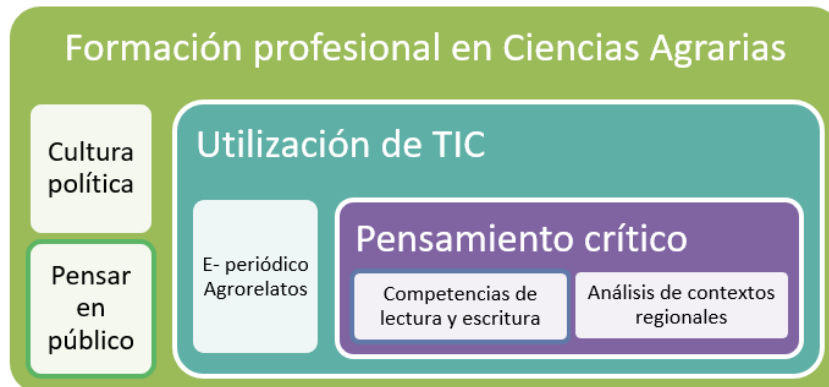 Formación profesional en Ciencias Agrarias
Cultura
política
Pensar
en
público
Utilización de TIC
E- periódico
Agrorelatos
Pensamiento crítico
Competencias de
lectura y escritura
Análisis de contextos
regionales